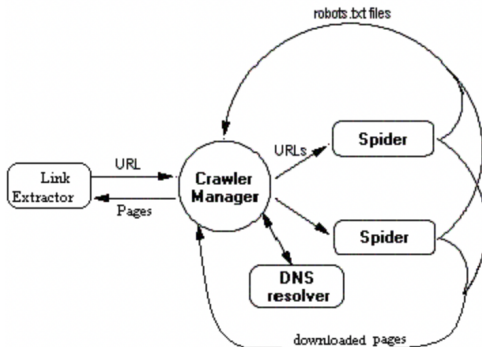 robots.txt files
URLs
Spider
URL
Link
Extractor
Crawler
Manager
Pages
Spider
DNS
resolver
downloaded pages